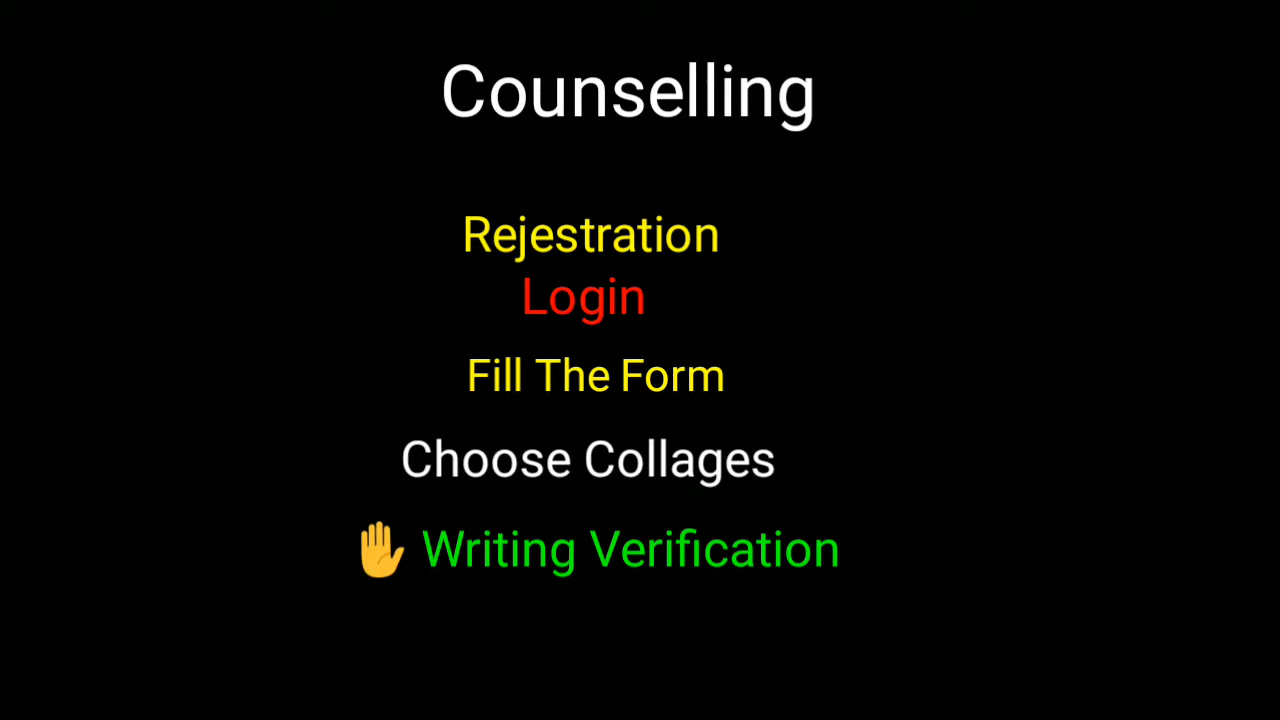 Counselling
Rejestration
Login
Fill The Form
Choose Collages
✋ Writing Verification